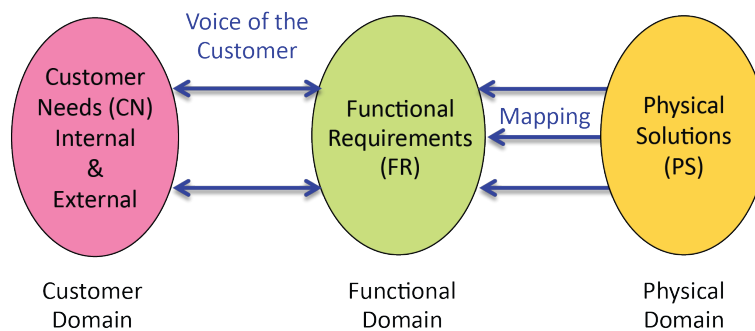 Voice of the
Customer
Customer
Needs (CN)
Internal
&
External
Functional
Requirements
(FR)
Mapping
Physical
Solutions
(PS)
Customer
Domain
Functional
Domain
Physical
Domain